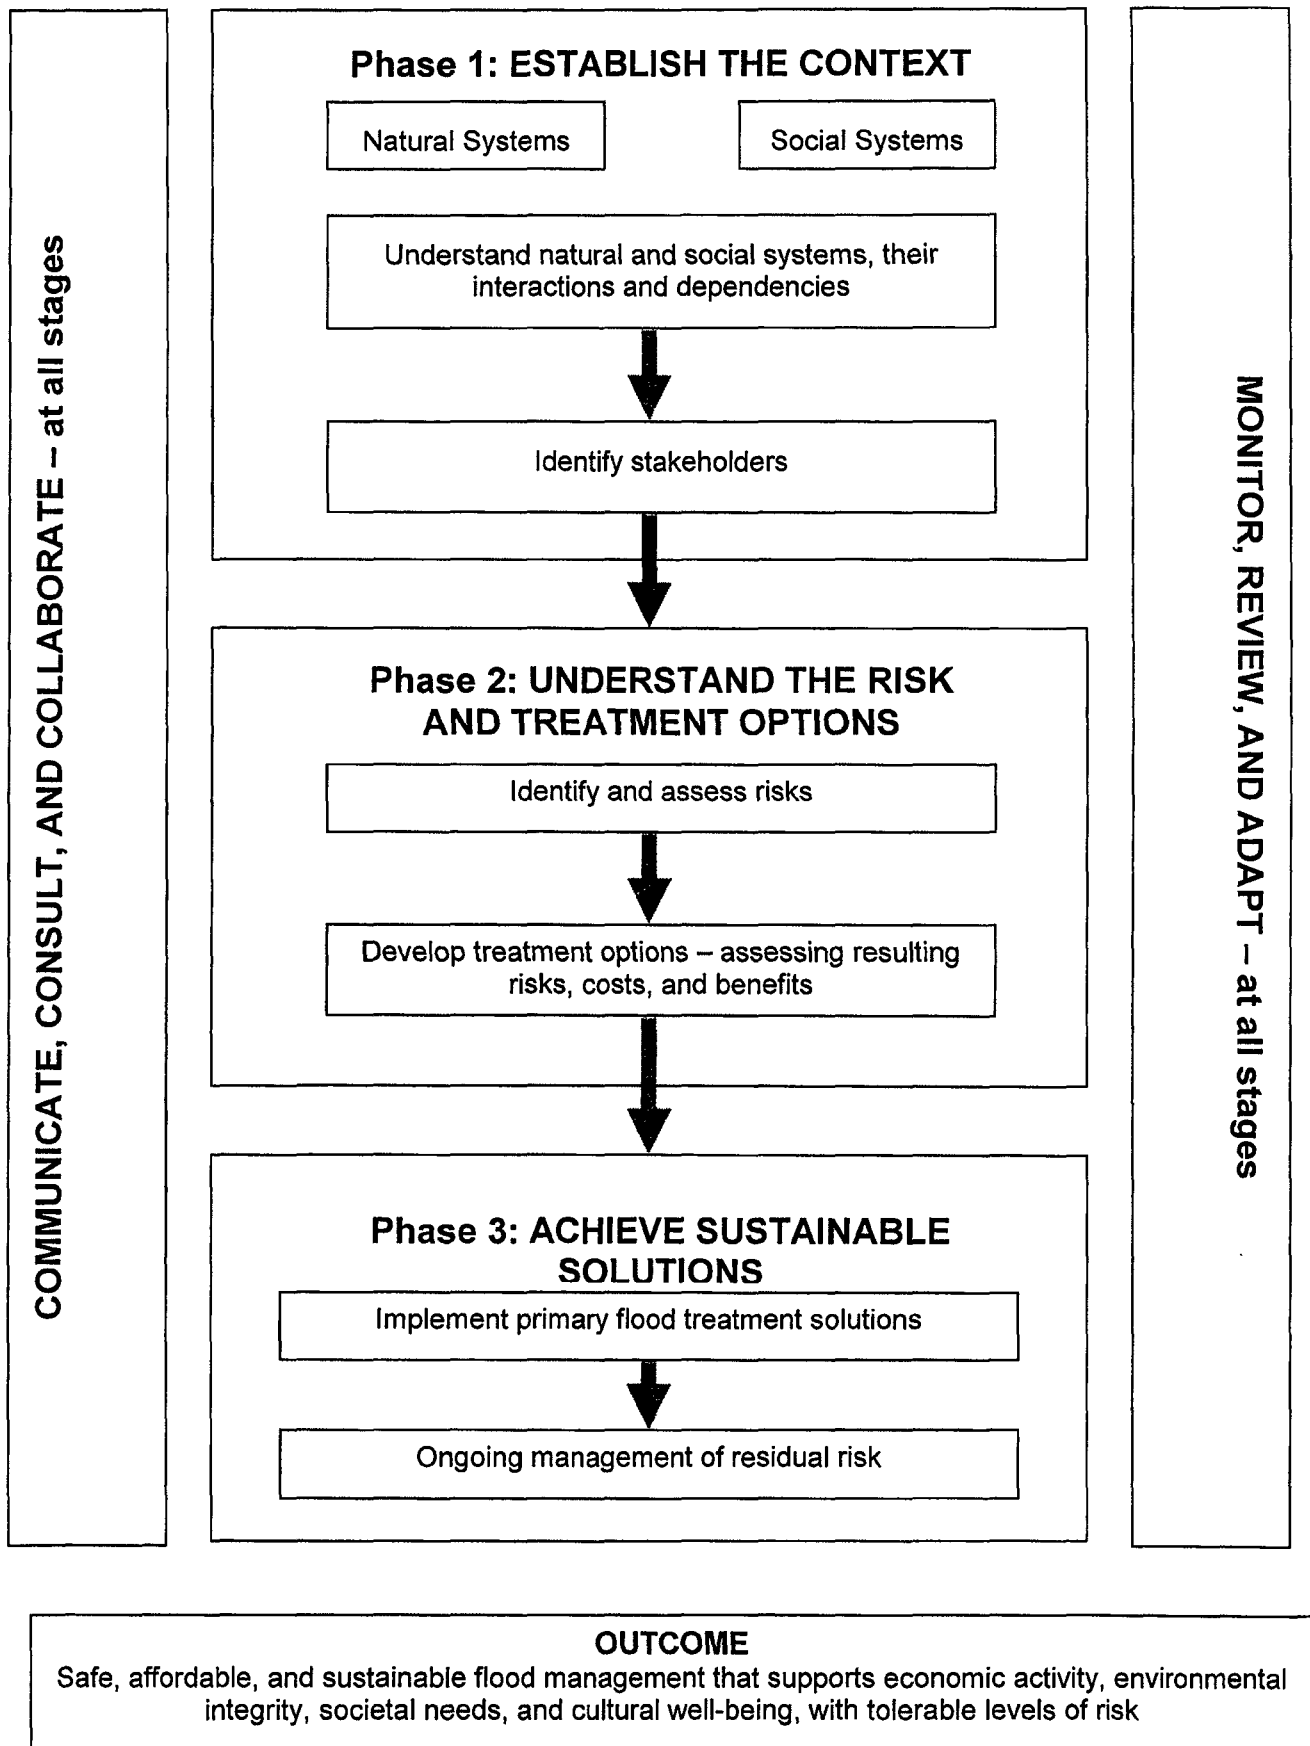 COMMUNICATE, CONSULT, AND COLLABORATE – at all stages
Phase 1: ESTABLISH THE CONTEXT
Natural Systems
Social Systems
Understand natural and social systems, their
interactions and dependencies
Identify stakeholders
Phase 2: UNDERSTAND THE RISK
AND TREATMENT OPTIONS
Identify and assess risks
Develop treatment options – assessing resulting
risks, costs, and benefits
Phase 3: ACHIEVE SUSTAINABLE
SOLUTIONS
Implement primary flood treatment solutions
Ongoing management of residual risk
MONITOR, REVIEW, AND ADAPT – at all stages
OUTCOME
Safe, affordable, and sustainable flood management that supports economic activity, environmental
integrity, societal needs, and cultural well-being, with tolerable levels of risk